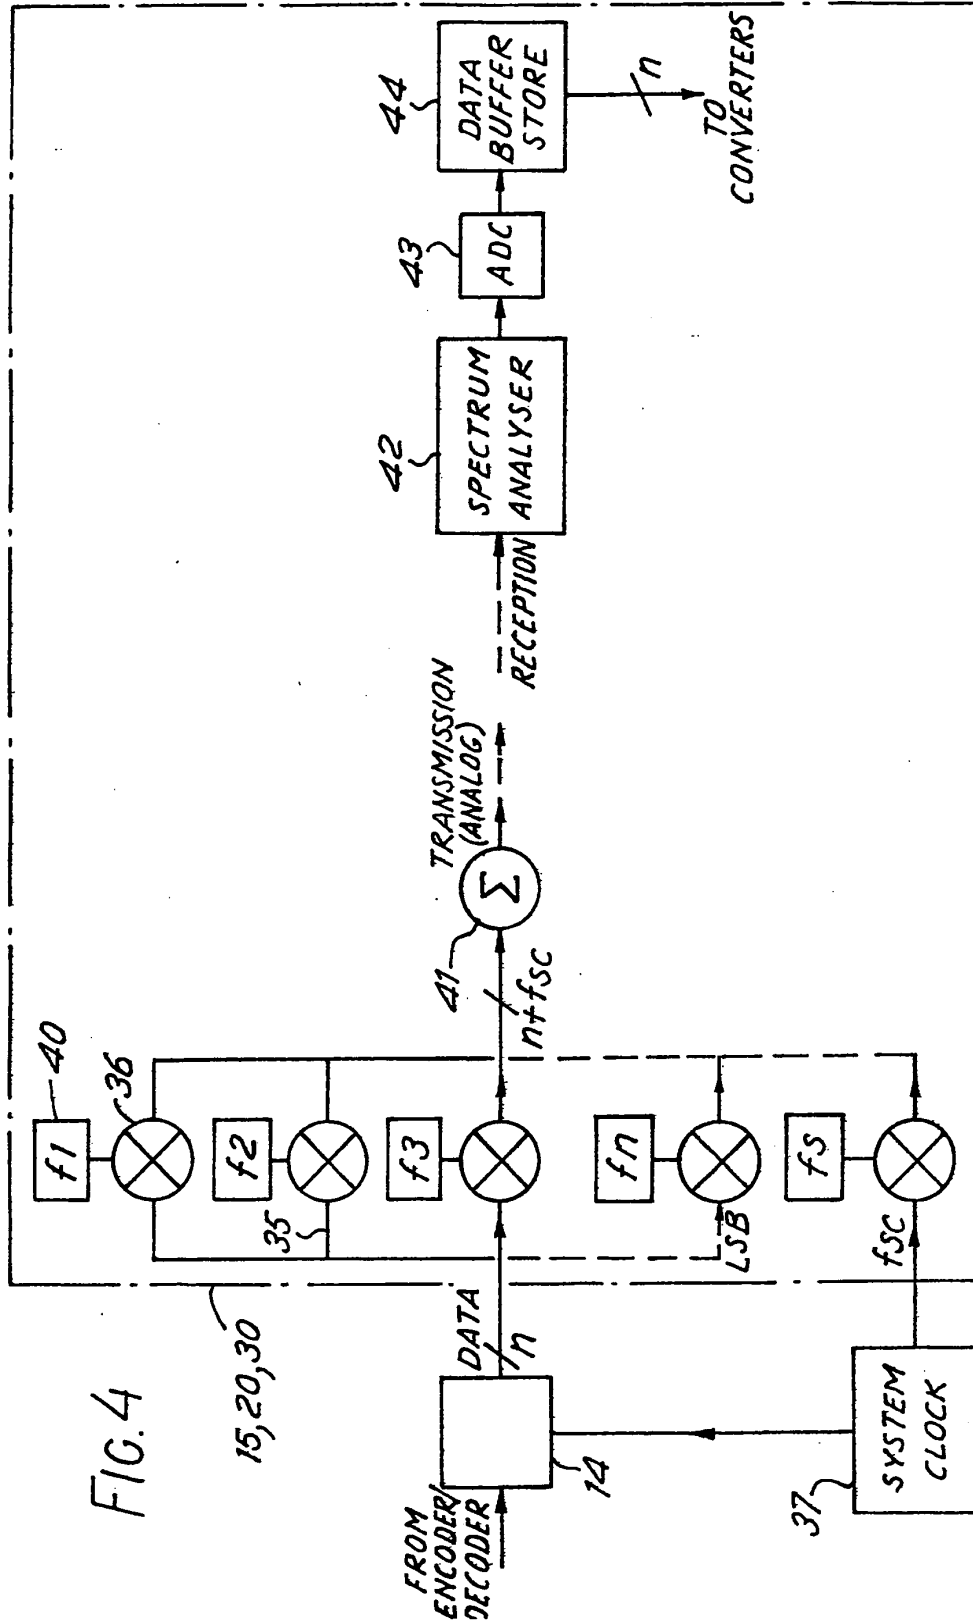 FIG. 4
15, 20, 30
FROM
ENCODER/
DECODER
14
DATA
n
SYSTEM
CLOCK
37
fsc
LSB
35
f1
40
36
f2
f3
fn
fs
n+fsc
41
Σ
TRANSMISSION
(ANALOG)
RECEPTION
SPECTRUM
ANALYSER
42
ADC
43
DATA
BUFFER
STORE
44
n
TO
CONVERTERS